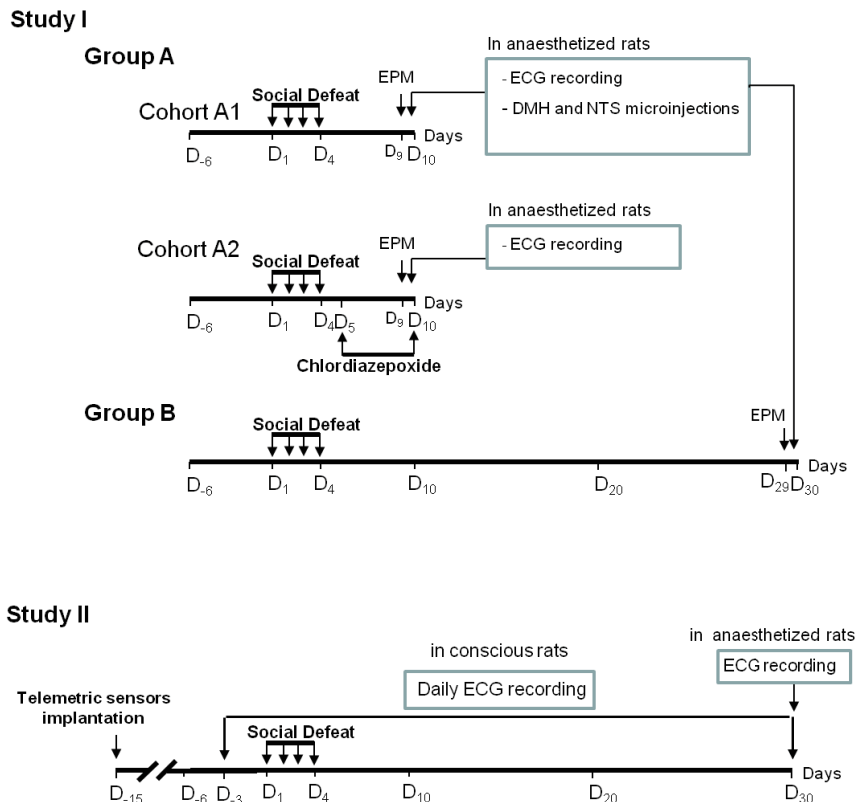 Study I
Group A
In anaesthetized rats
EPM
- ECG recording
Social Defeat
- DMH and NTS microinjections
Cohort A1
Days
D-6 D1 D4 D9 D10
In anaesthetized rats
Cohort A2
EPM
- ECG recording
Social Defeat
Days
D-6 D1 D4 D5 D9 D10
Chlordiazepoxide
Group B
EPM
Social Defeat
Days
D-6 D1 D4 D10 D20 D29 D30
Study II
in anaesthetized rats
in conscious rats
ECG recording
Daily ECG recording
Telemetric sensors
implantation
Social Defeat
Days
D-15 D-6 D-3 D1 D4 D10 D20 D30